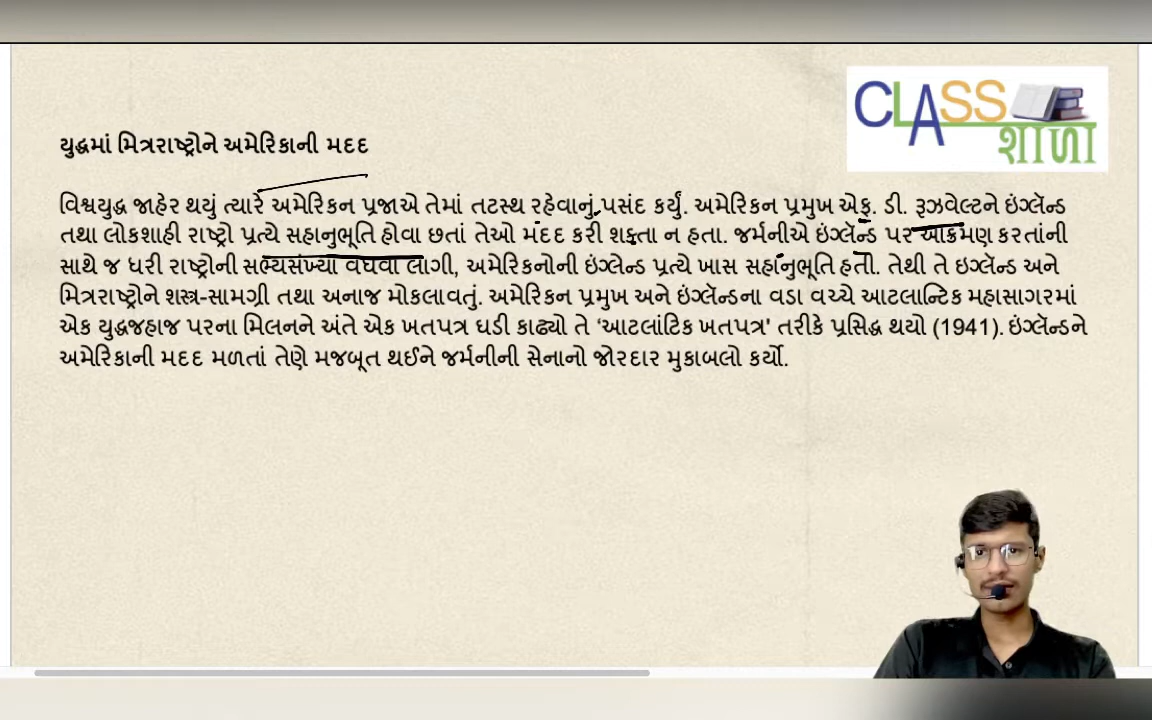 CLASS
શાળા
યુદ્ધમાં મિત્રરાષ્ટ્રોને અમેરિકાની મદદ
વિશ્વયુદ્ધ જાહેર થયું ત્યારે અમેરિકન પ્રજાએ તેમાં તટસ્થ રહેવાનું પસંદ કર્યું. અમેરિકન પ્રમુખ એફ. ડી. રૂઝવેલ્ટને ઇંગ્લૅન્ડ
તથા લોકશાહી રાષ્ટ્રો પ્રત્યે સહાનુભૂતિ હોવા છતાં તેઓ મદદ કરી શકતા ન હતા. જર્મનીએ ઇંગ્લૅન્ડ પર આક્રમણ કરતાંની
સાથે જ ધરી રાષ્ટ્રોની સભ્યસંખ્યા વધવા લાગી, અમેરિકનોની ઇંગ્લેન્ડ પ્રત્યે ખાસ સહાનુભૂતિ હતી. તેથી તે ઇગ્લૅન્ડ અને
મિત્રરાષ્ટ્રોને શસ્ત્ર-સામગ્રી તથા અનાજ મોકલાવતું. અમેરિકન પ્રમુખ અને ઇંગ્લૅન્ડના વડા વચ્ચે આટલાન્ટિક મહાસાગરમાં
એક યુદ્ધજહાજ પરના મિલનને અંતે એક ખતપત્ર ઘડી કાઢ્યો તે ‘આટલાંટિક ખતપત્ર' તરીકે પ્રસિદ્ધ થયો (1941). ઇંગ્લૅન્ડને
અમેરિકાની મદદ મળતાં તેણે મજબૂત થઈને જર્મનીની સેનાનો જોરદાર મુકાબલો કર્યો.